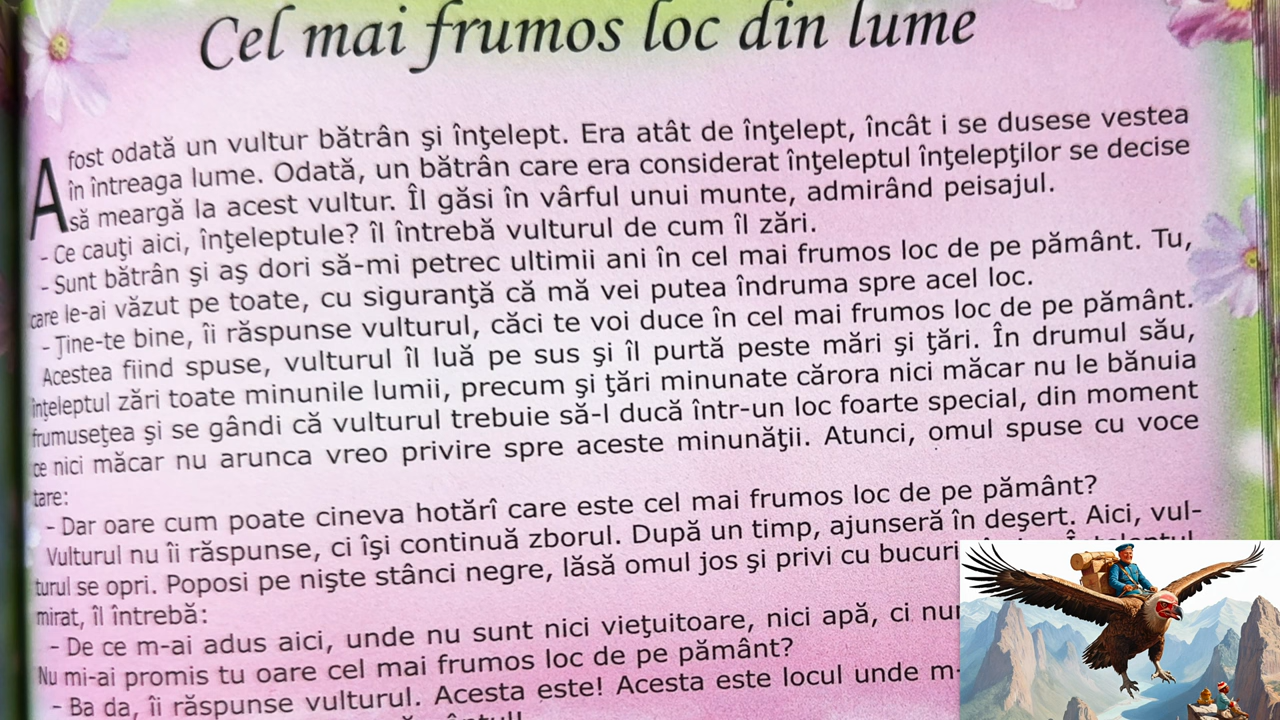 Cel mai frumos loc din lume
A fost odată un vultur bătrân şi înţelept. Era atât de înţelept, încât i se dusese vestea
în întreaga lume. Odată, un bătrân care era considerat înţeleptul înţelepţilor se decise
să meargă la acest vultur. Îl găsi în vârful unui munte, admirând peisajul.
- Ce cauţi aici, înţeleptule? îl întrebă vulturul de cum îl zări.
- Sunt bătrân şi aş dori să-mi petrec ultimii ani în cel mai frumos loc de pe pământ. Tu,
care le-ai văzut pe toate, cu siguranţă că mă vei putea îndruma spre acel loc.
- Ţine-te bine, îi răspunse vulturul, căci te voi duce în cel mai frumos loc de pe pământ.
Acestea fiind spuse, vulturul îl luă pe sus şi îl purtă peste mări şi ţări. În drumul său,
înţeleptul zări toate minunile lumii, precum şi ţări minunate cărora nici măcar nu le bănuia
frumuseţea şi se gândi că vulturul trebuie să-l ducă într-un loc foarte special, din moment
ce nici măcar nu arunca vreo privire spre aceste minunăţii. Atunci, omul spuse cu voce
tare:
- Dar oare cum poate cineva hotărî care este cel mai frumos loc de pe pământ?
Vulturul nu îi răspunse, ci îşi continuă zborul. După un timp, ajunseră în deşert. Aici, vul-
turul se opri. Poposi pe nişte stânci negre, lăsă omul jos şi privi cu
mirat, îl întrebă:
- De ce m-ai adus aici, unde nu sunt nici vieţuitoare, nici apă, ci
Nu mi-ai promis tu oare cel mai frumos loc de pe pământ?
- Ba da, îi răspunse vulturul. Acesta este! Acesta este locul unde m-